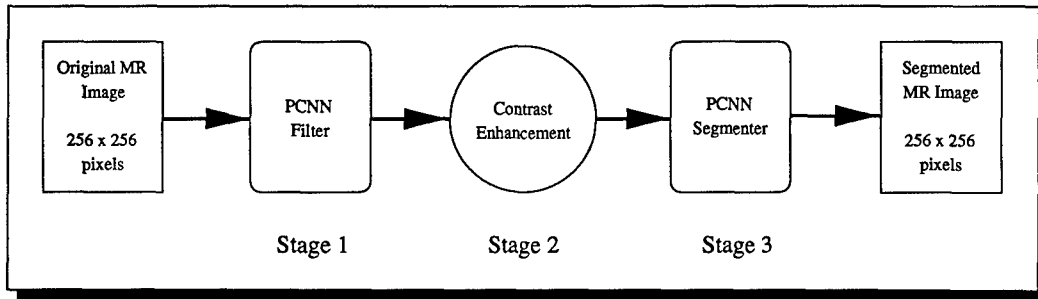 Original MR
Image
256 x 256
pixels
PCNN
Filter
Contrast
Enhancement
PCNN
Segmenter
Segmented
MR Image
256 x 256
pixels
Stage 1
Stage 2
Stage 3